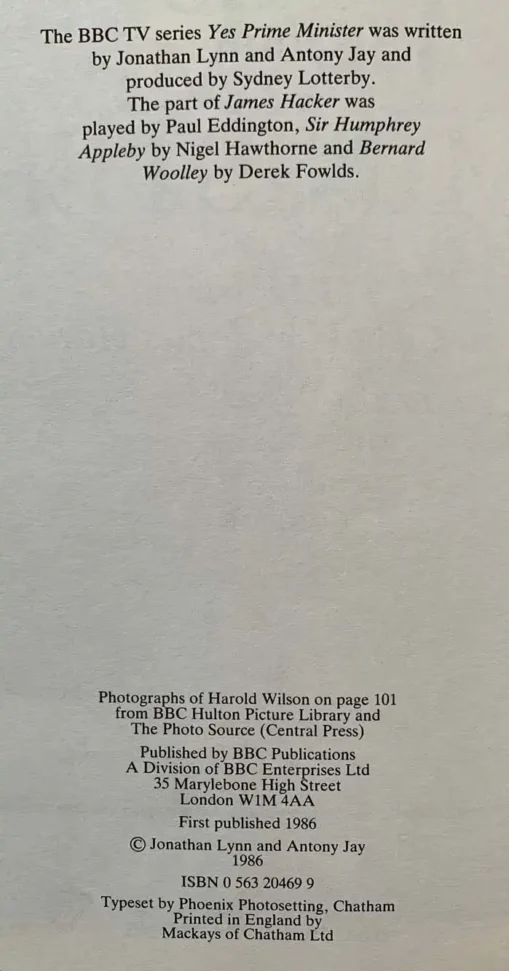 The BBC TV series Yes Prime Minister was written
by Jonathan Lynn and Antony Jay and
produced by Sydney Lotterby.
The part of James Hacker was
played by Paul Eddington, Sir Humphrey
Appleby by Nigel Hawthorne and Bernard
Woolley by Derek Fowlds.
Photographs of Harold Wilson on page 101
from BBC Hulton Picture Library and
The Photo Source (Central Press)
Published by BBC Publications
A Division of BBC Enterprises Ltd
35 Marylebone High Street
London W1M 4AA
First published 1986
© Jonathan Lynn and Antony Jay
1986
ISBN 0 563 20469 9
Typeset by Phoenix Photosetting, Chatham
Printed in England by
Mackays of Chatham Ltd